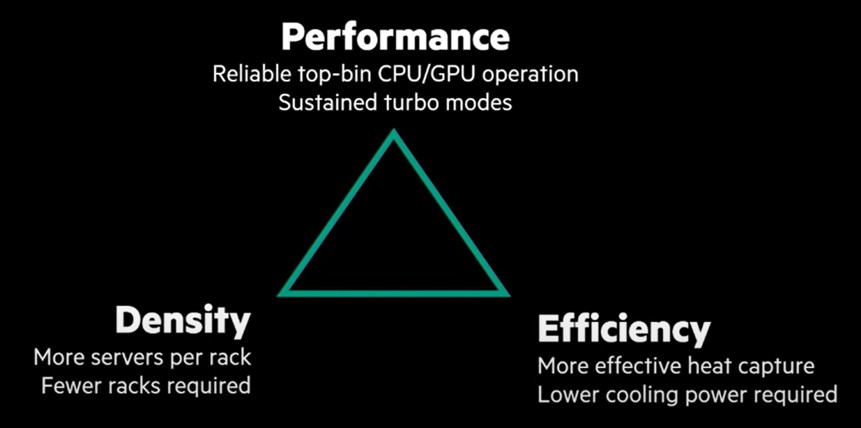 Performance
Reliable top-bin CPU/GPU operation
Sustained turbo modes
Density
More servers per rack
Fewer racks required
Efficiency
More effective heat capture
Lower cooling power required